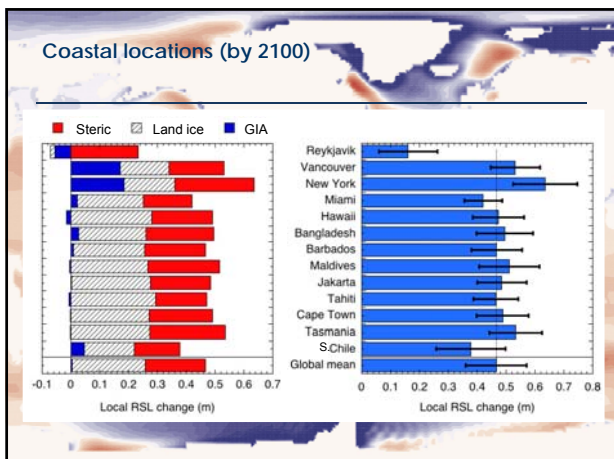 Coastal locations (by 2100)
Steric Land ice GIA
Reykjavik
Vancouver
New York
Miami
Hawaii
Bangladesh
Barbados
Maldives
Jakarta
Tahiti
Cape Town
Tasmania
S.Chile
Global mean
-0.1 0 0.1 0.2 0.3 0.4 0.5 0.6 0.7
0 0.1 0.2 0.3 0.4 0.5 0.6 0.7 0.8
Local RSL change (m)
Local RSL change (m)